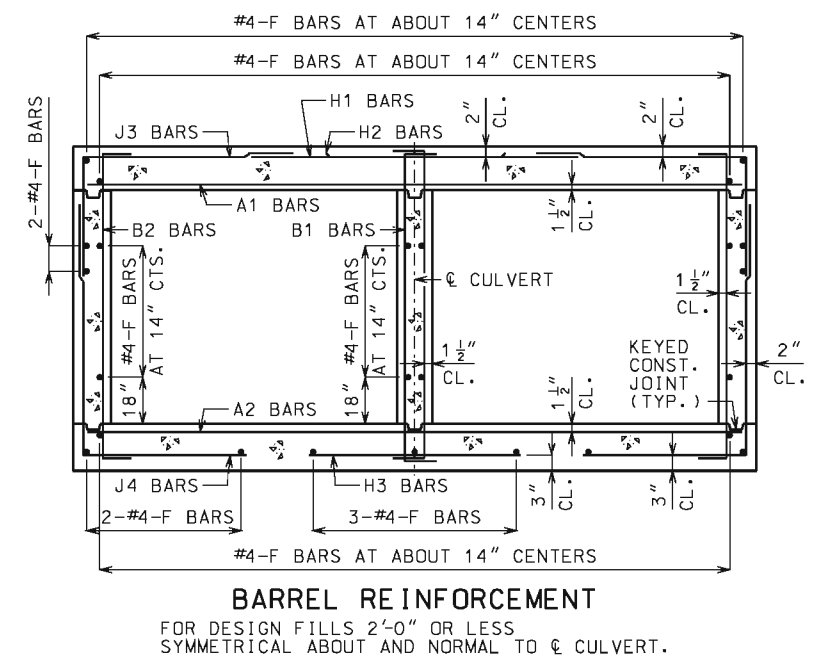 #4-F BARS AT ABOUT 14" CENTERS
#4-F BARS AT ABOUT 14" CENTERS
H1 BARS
J3 BARS
H2 BARS
2" CL.
2" CL.
2-#4-F BARS
A1 BARS
1 1/2" CL.
B2 BARS
B1 BARS
#4-F BARS
AT 14" CTS.
#4-F BARS
AT 14" CTS.
℄ CULVERT
1 1/2"
CL.
1 1/2"
CL.
KEYED
CONST.
JOINT
(TYP.)
2"
CL.
18"
A2 BARS
18"
1 1/2" CL.
J4 BARS
H3 BARS
3" CL.
3" CL.
2-#4-F BARS
3-#4-F BARS
#4-F BARS AT ABOUT 14" CENTERS
BARREL REINFORCEMENT
FOR DESIGN FILLS 2'-0" OR LESS
SYMMETRICAL ABOUT AND NORMAL TO ℄ CULVERT.